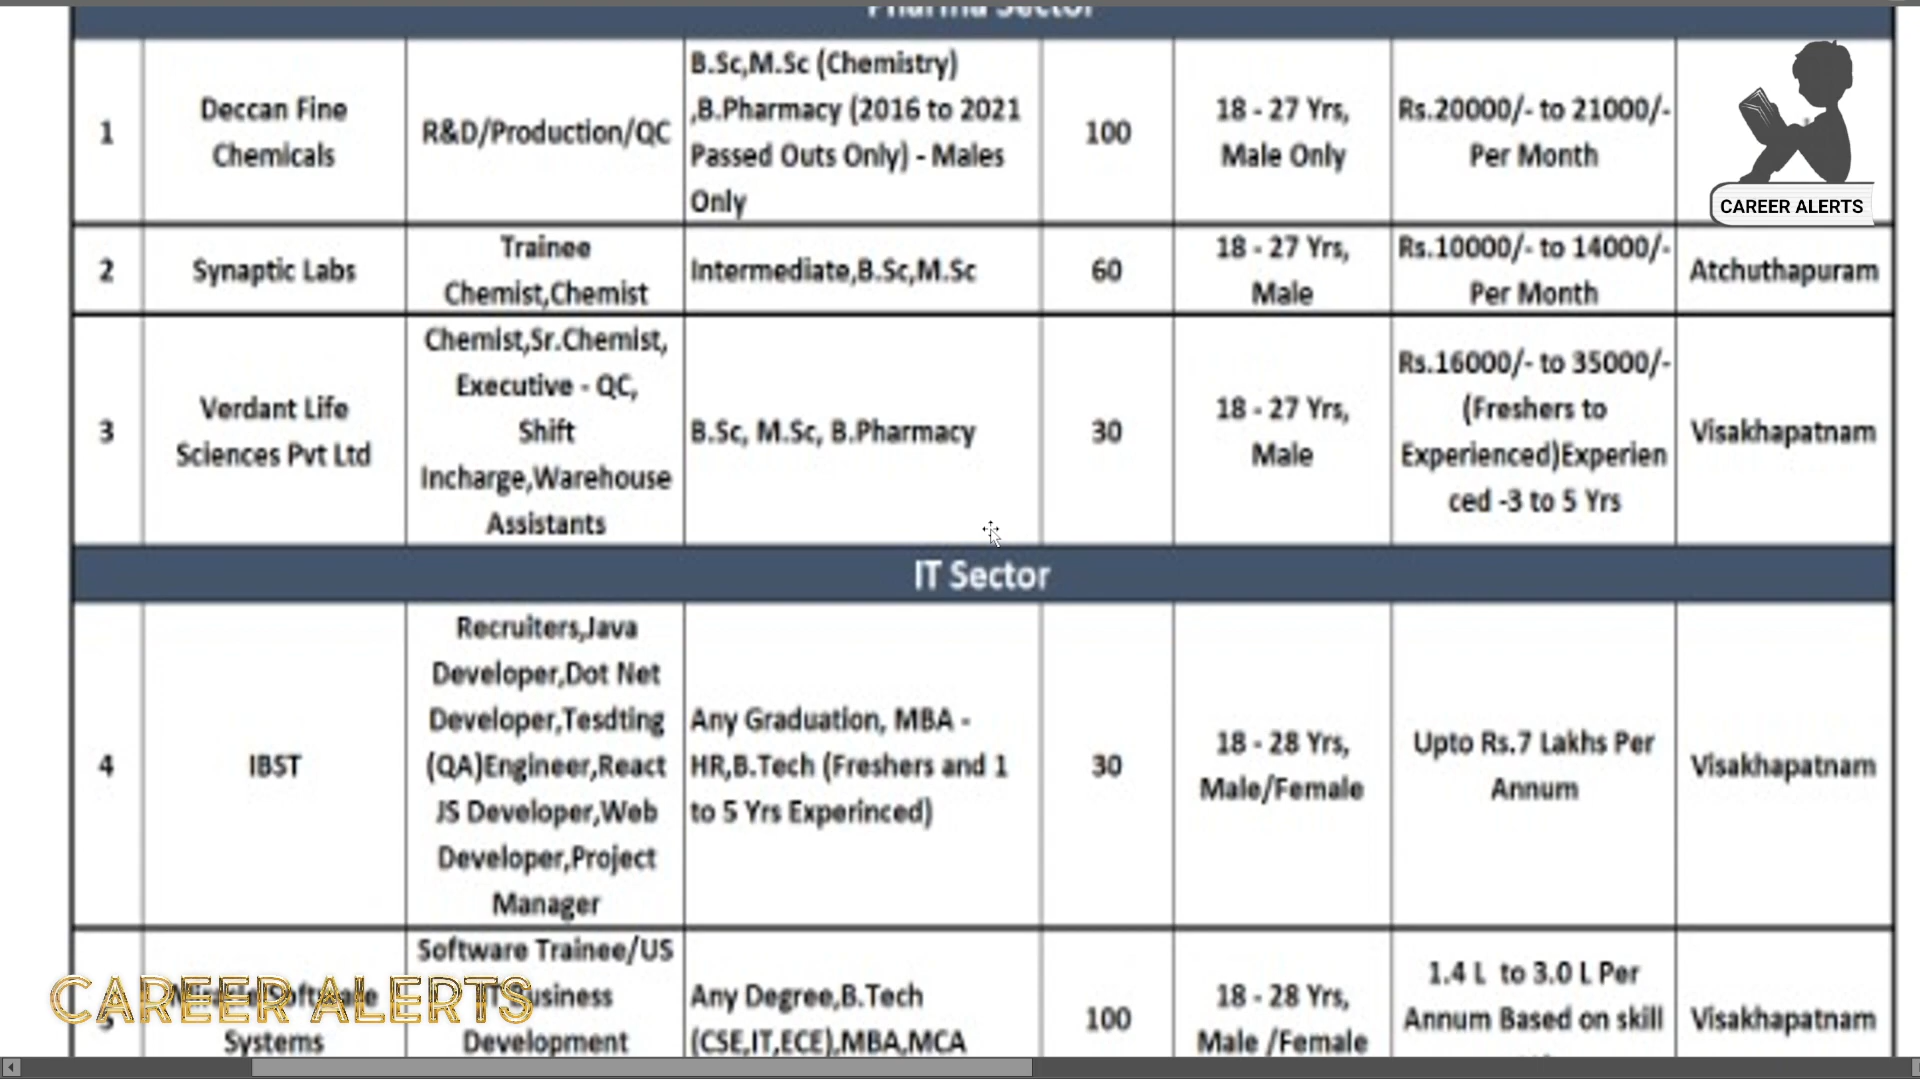 Pharma Sector
1
Deccan Fine
Chemicals
R&D/Production/QC
B.Sc,M.Sc (Chemistry)
,B.Pharmacy (2016 to 2021
Passed Outs Only) - Males
Only
100
18 - 27 Yrs,
Male Only
Rs.20000/- to 21000/-
Per Month
CAREER ALERTS
2
Synaptic Labs
Trainee
Chemist,Chemist
Intermediate,B.Sc,M.Sc
60
18 - 27 Yrs,
Male
Rs.10000/- to 14000/-
Per Month
Atchuthapuram
3
Verdant Life
Sciences Pvt Ltd
Chemist,Sr.Chemist,
Executive - QC,
Shift
Incharge,Warehouse
Assistants
B.Sc, M.Sc, B.Pharmacy
30
18 - 27 Yrs,
Male
Rs.16000/- to 35000/-
(Freshers to
Experienced)Experien
ced -3 to 5 Yrs
Visakhapatnam
IT Sector
4
IBST
Recruiters,Java
Developer,Dot Net
Developer,Tesdting
(QA)Engineer,React
JS Developer,Web
Developer,Project
Manager
Any Graduation, MBA -
HR,B.Tech (Freshers and 1
to 5 Yrs Experinced)
30
18 - 28 Yrs,
Male/Female
Upto Rs.7 Lakhs Per
Annum
Visakhapatnam
5
Software
Systems
Software Trainee/US
IT Business
Development
Any Degree,B.Tech
(CSE,IT,ECE),MBA,MCA
100
18 - 28 Yrs,
Male /Female
1.4 L to 3.0 L Per
Annum Based on skill
Visakhapatnam
CAREER ALERTS